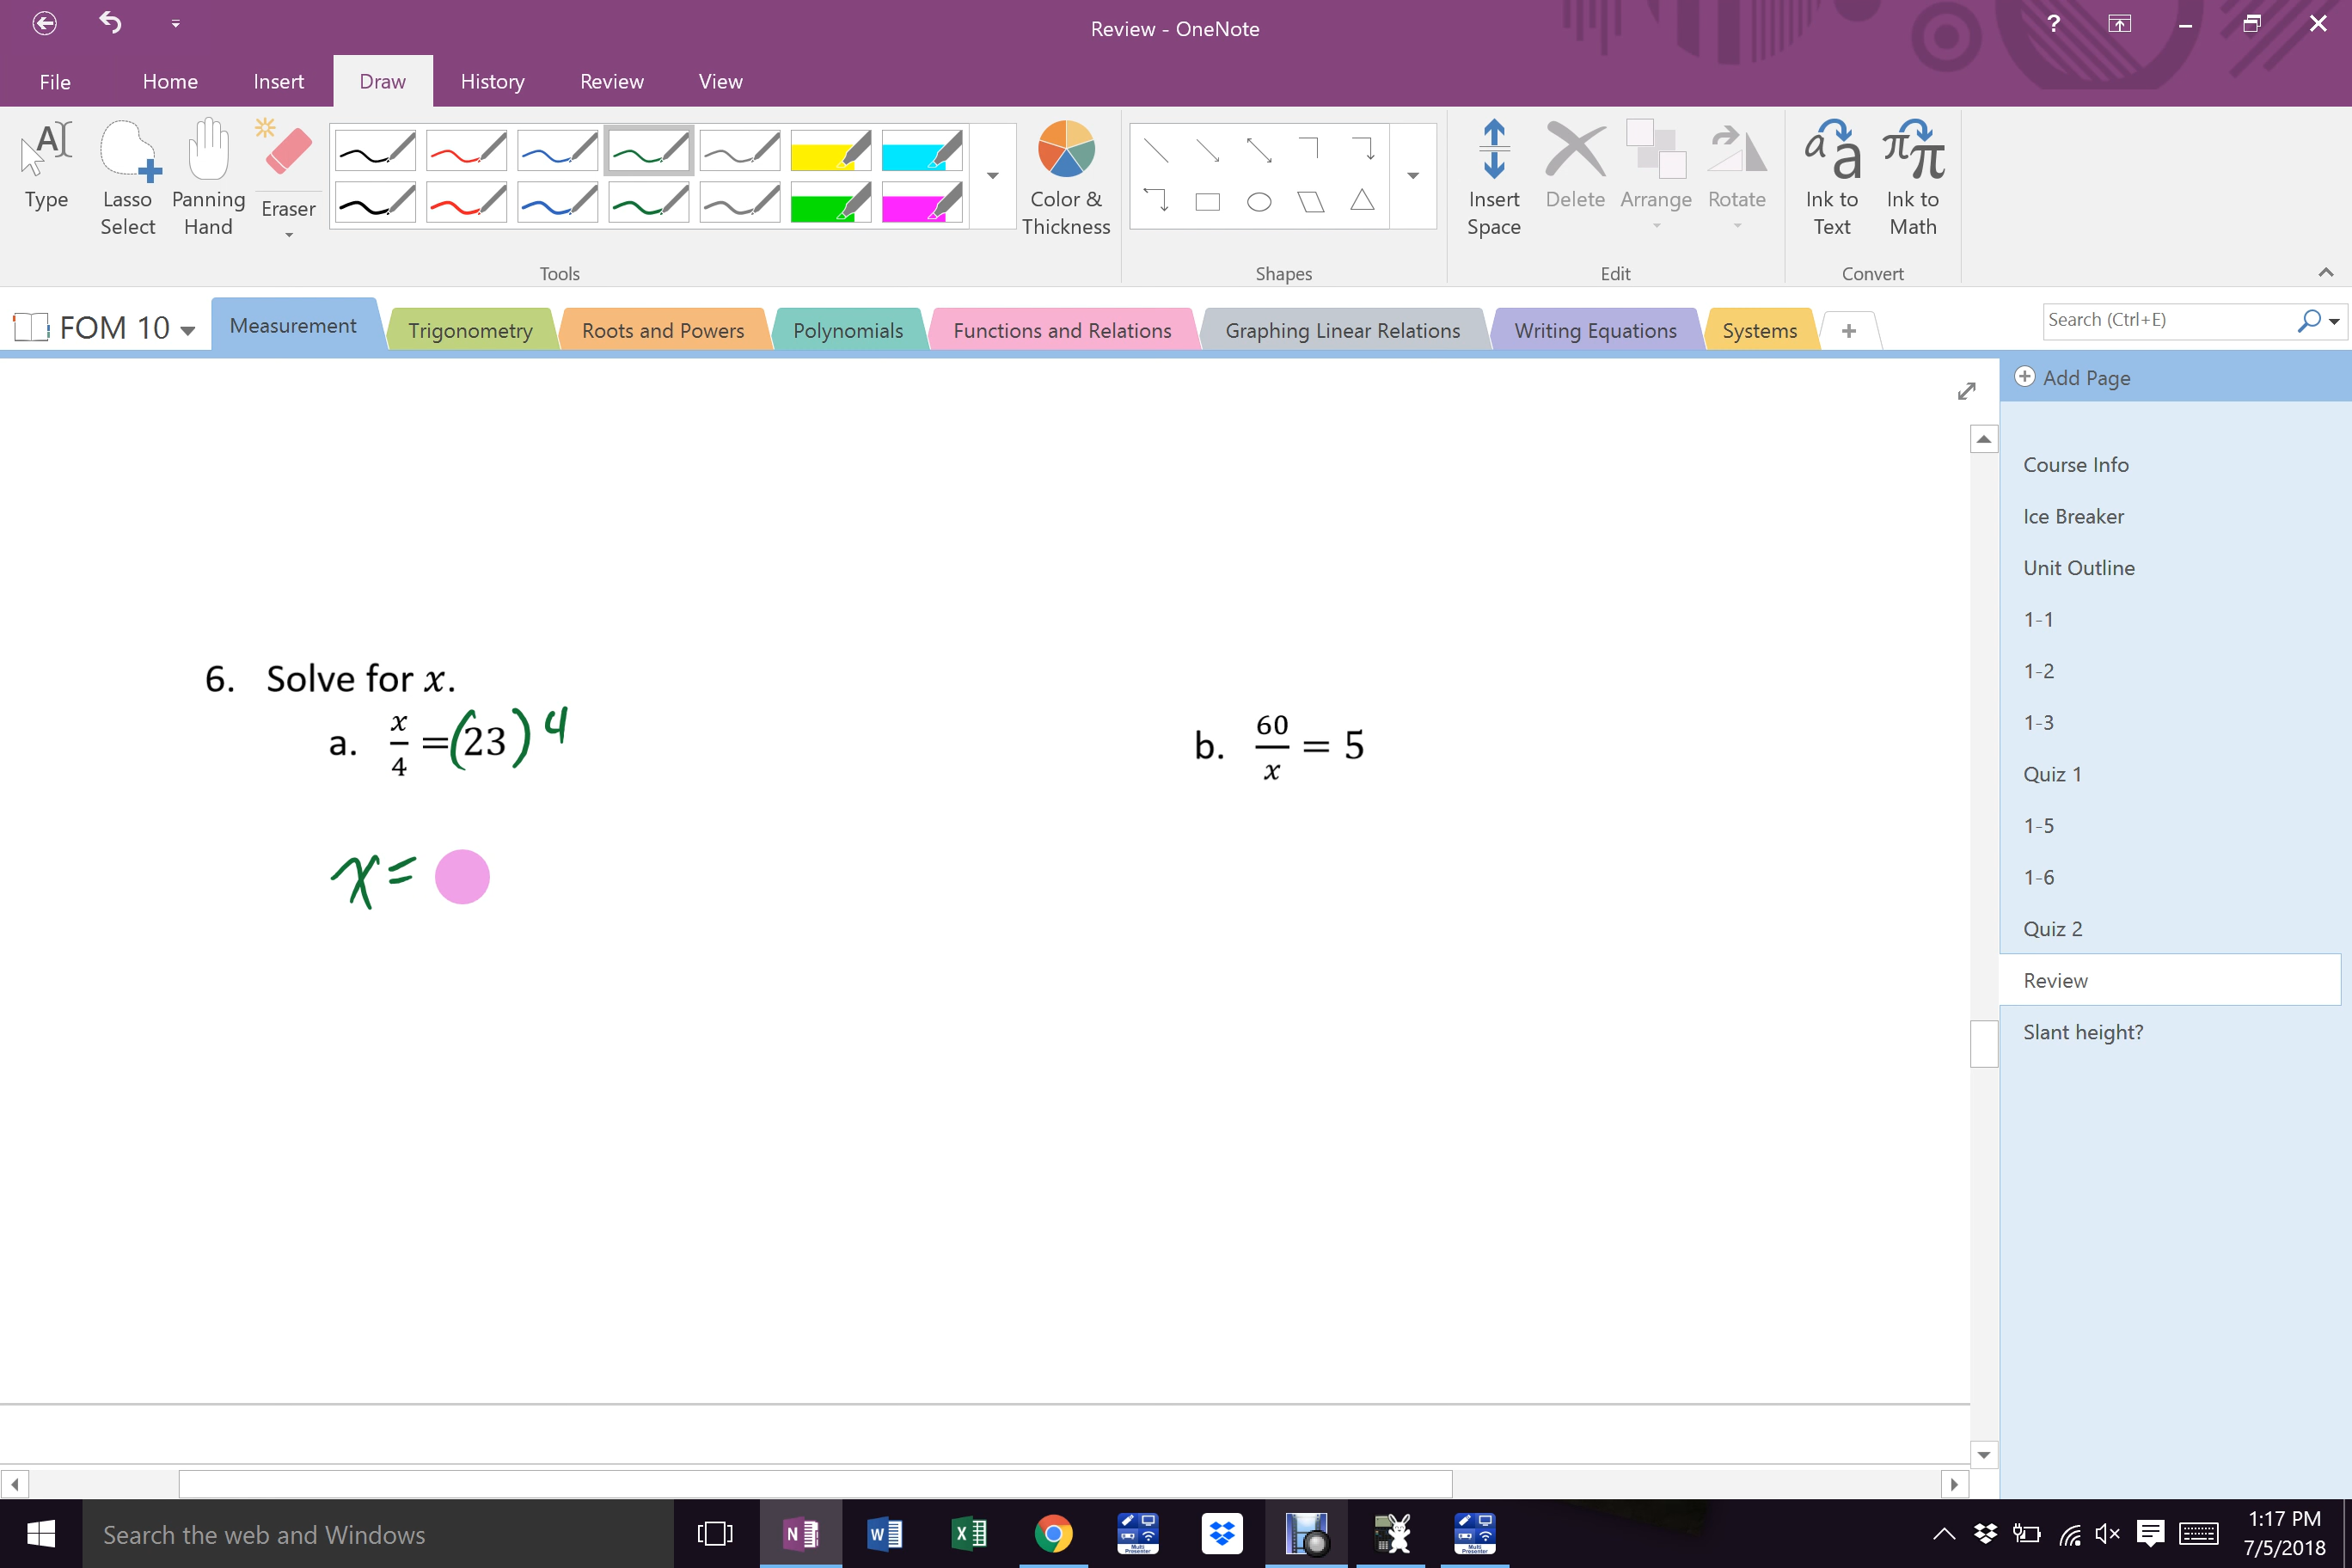 Review - OneNote
File Home Insert Draw History Review View
Type
Lasso Select
Panning Hand
Eraser
Color & Thickness
Insert Space
Delete
Arrange
Rotate
Ink to Text
Ink to Math
Tools Shapes Edit Convert
FOM 10 Measurement Trigonometry Roots and Powers Polynomials Functions and Relations Graphing Linear Relations Writing Equations Systems + Search (Ctrl+E)
Add Page
Course Info
Ice Breaker
Unit Outline
1-1
1-2
1-3
Quiz 1
1-5
1-6
Quiz 2
Review
Slant height?
6. Solve for x.
a. x/4 = (23) 4
b. 60/x = 5
x =
Search the web and Windows
1:17 PM
7/5/2018